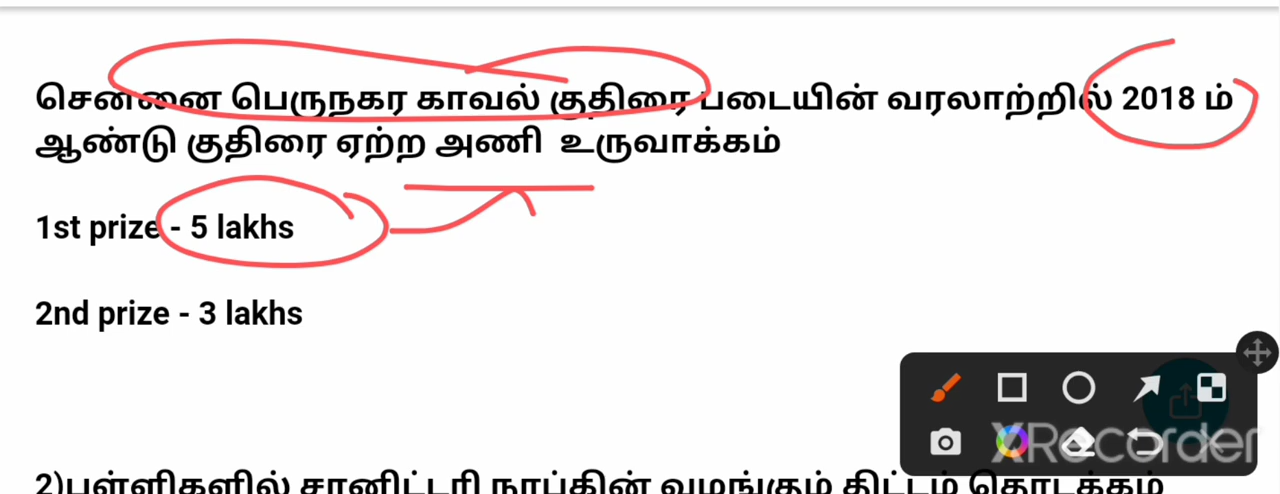 சென்னை பெருநகர காவல் குதிரை படையின் வரலாற்றில் 2018 ம்
ஆண்டு குதிரை ஏற்ற அணி உருவாக்கம்
1st prize - 5 lakhs
2nd prize - 3 lakhs
XRecorder
2)பள்ளிகளில் சானிட்டரி நாப்கின் வழங்கும் திட்டம் தொடக்கம்